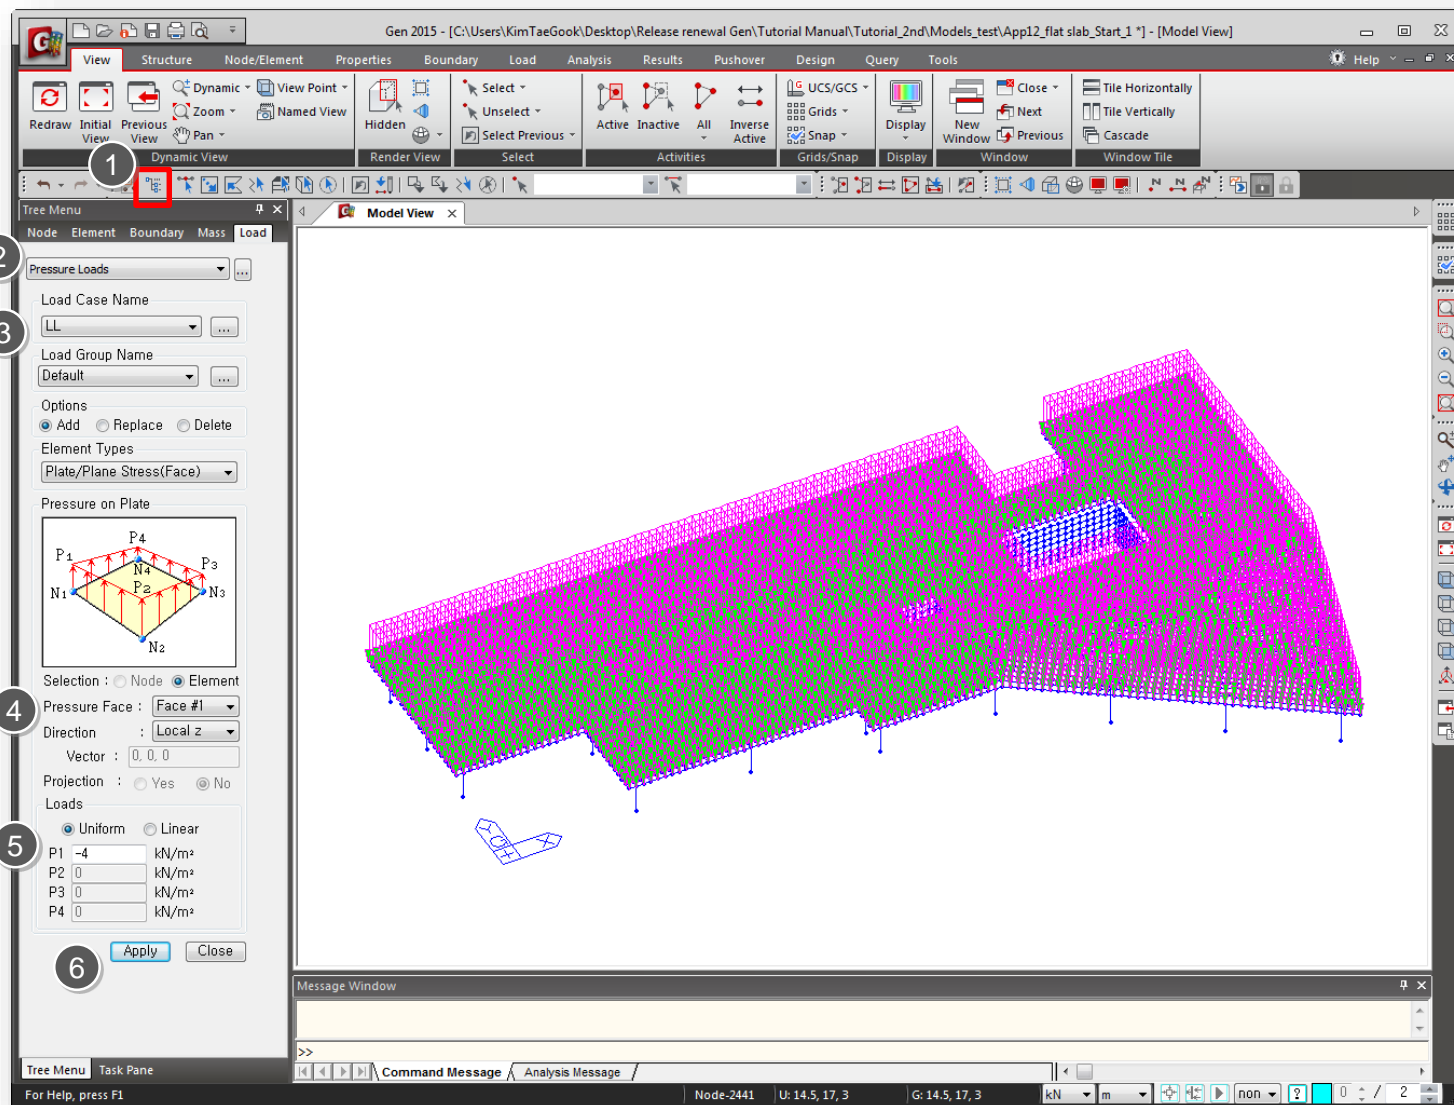 Gen 2015 - [C:\Users\KimTaeGook\Desktop\Release renewal Gen\Tutorial Manual\Tutorial_2nd\Models_test\App12_flat slab_Start_1 *] - [Model View]
View Structure Node/Element Properties Boundary Load Analysis Results Pushover Design Query Tools Help
Redraw Initial View Previous View Dynamic Zoom Pan View Point Named View
Hidden
Select Unselect Select Previous
Active Inactive All Inverse Active
UCS/GCS Grids Snap
Display
New Window Close Next Previous
Tile Horizontally Tile Vertically Cascade
Dynamic View Render View Select Activities Grids/Snap Display Window Window Tile
1
Tree Menu
Model View
Node Element Boundary Mass Load
2
Pressure Loads
Load Case Name
3
LL
Load Group Name
Default
Options
Add Replace Delete
Element Types
Plate/Plane Stress(Face)
Pressure on Plate
P4
P1
P3
N4
P2
N1
N3
N2
Selection : Node Element
4
Pressure Face : Face #1
Direction : Local z
Vector : 0, 0, 0
Projection : Yes No
Loads
Uniform Linear
5
P1 -4 kN/m²
P2 0 kN/m²
P3 0 kN/m²
P4 0 kN/m²
6
Apply Close
Y
X
Message Window
>>
Tree Menu Task Pane
Command Message Analysis Message
For Help, press F1
Node-2441 U: 14.5, 17, 3 G: 14.5, 17, 3 kN m non ? 0 / 2